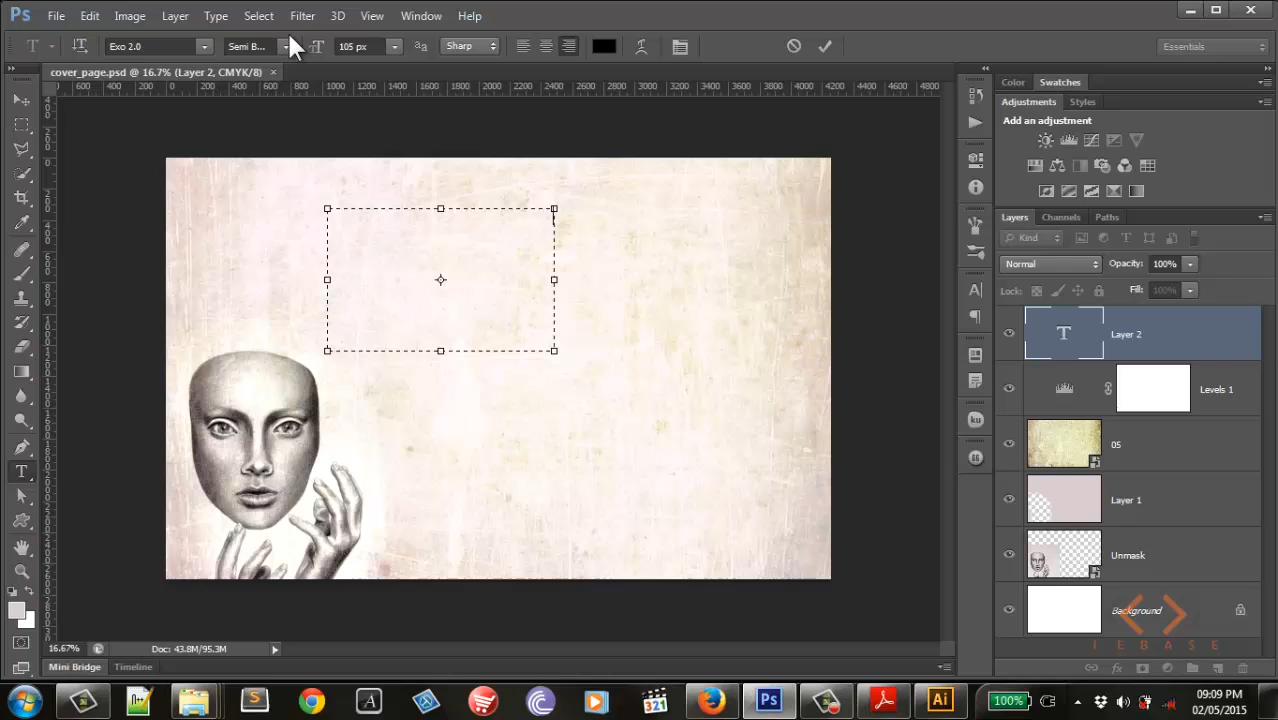 Ps File Edit Image Layer Type Select Filter 3D View Window Help
T Exo 2.0 Semi B... 105 px aa Sharp Essentials
cover_page.psd @ 16.7% (Layer 2, CMYK/8) ×
600 400 200 0 200 400 600 800 1000 1200 1400 1600 1800 2000 2200 2400 2600 2800 3000 3200 3400 3600 3800 4000 4200 4400 4600 4800
Color Swatches
Adjustments Styles
Add an adjustment
Layers Channels Paths
Kind
Normal Opacity: 100%
Lock: Fill: 100%
T Layer 2
Levels 1
05
Layer 1
Unmask
Background
I E B A S E
16.67% Doc: 43.8M/95.3M
Mini Bridge Timeline
100% 09:09 PM
02/05/2015